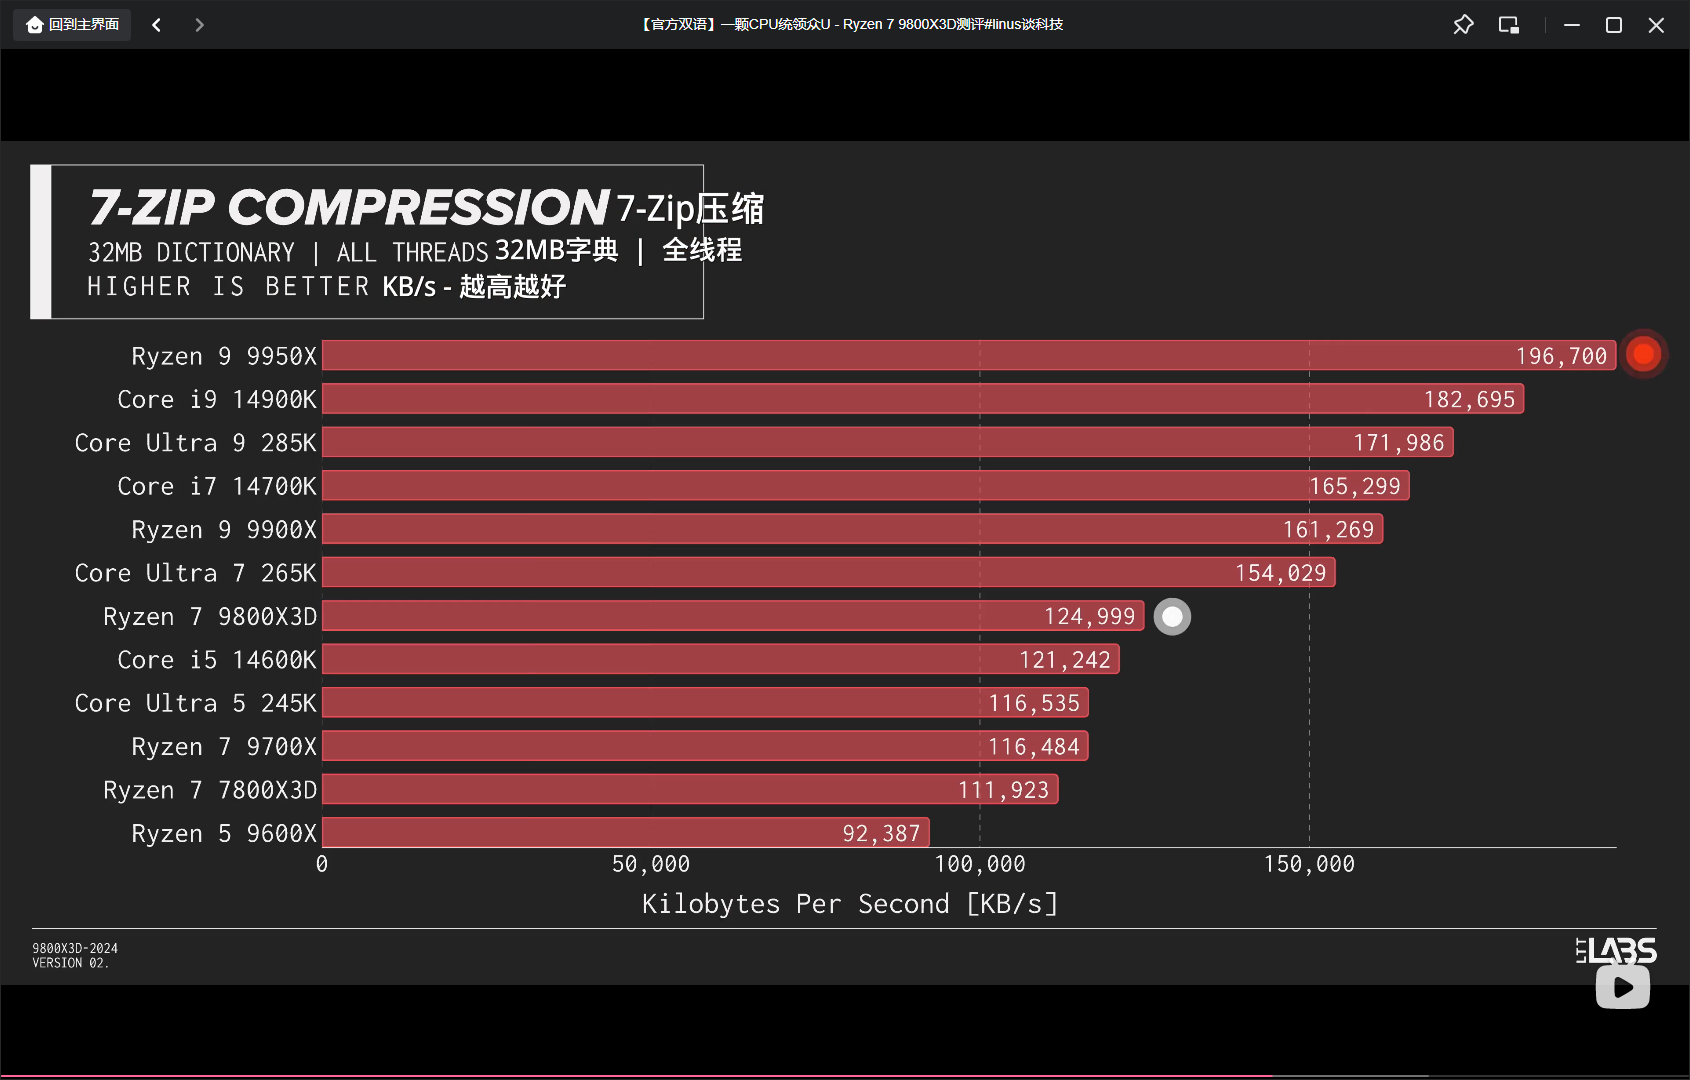 回到主界面
【官方双语】一颗CPU统领众U - Ryzen 7 9800X3D测评#linus谈科技
7-ZIP COMPRESSION 7-Zip压缩
32MB DICTIONARY | ALL THREADS 32MB字典 | 全线程
HIGHER IS BETTER KB/s - 越高越好
Ryzen 9 9950X 196,700
Core i9 14900K 182,695
Core Ultra 9 285K 171,986
Core i7 14700K 165,299
Ryzen 9 9900X 161,269
Core Ultra 7 265K 154,029
Ryzen 7 9800X3D 124,999
Core i5 14600K 121,242
Core Ultra 5 245K 116,535
Ryzen 7 9700X 116,484
Ryzen 7 7800X3D 111,923
Ryzen 5 9600X 92,387
0 50,000 100,000 150,000
Kilobytes Per Second [KB/s]
9800X3D-2024
VERSION 02.
LTT LABS